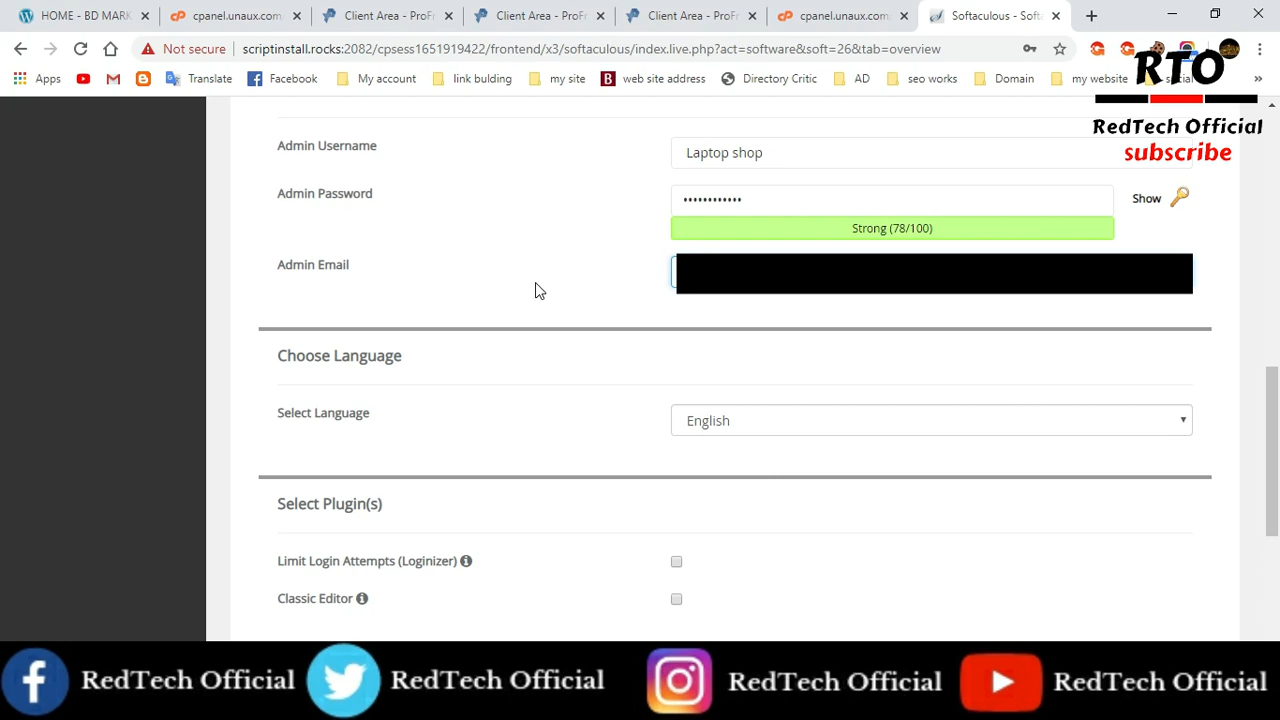 HOME - BD MARK
cpanel.unaux.com
Client Area - ProFr
Client Area - ProFr
Client Area - ProFr
cpanel.unaux.com
Softaculous - Soft
Not secure
scriptinstall.rocks:2082/cpsess1651919422/frontend/x3/softaculous/index.live.php?act=software&soft=26&tab=overview
Apps
Translate
Facebook
My account
link bulding
my site
web site address
Directory Critic
AD
seo works
Domain
my website
social
RTO
RedTech Official
subscribe
Admin Username
Laptop shop
Admin Password
••••••••••••
Show
Strong (78/100)
Admin Email
Choose Language
Select Language
English
Select Plugin(s)
Limit Login Attempts (Loginizer)
Classic Editor
RedTech Official
RedTech Official
RedTech Official
RedTech Official